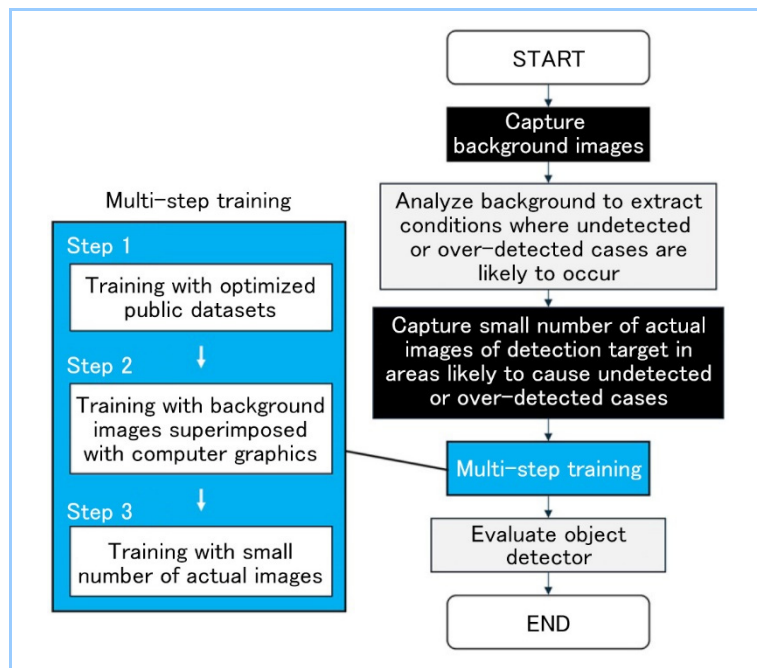 START
Capture
background images
Analyze background to extract
conditions where undetected
or over-detected cases are
likely to occur
Capture small number of actual
images of detection target in
areas likely to cause undetected
or over-detected cases
Multi-step training
Evaluate object
detector
END
Multi-step training
Step 1
Training with optimized
public datasets
Step 2
Training with background
images superimposed
with computer graphics
Step 3
Training with small
number of actual images